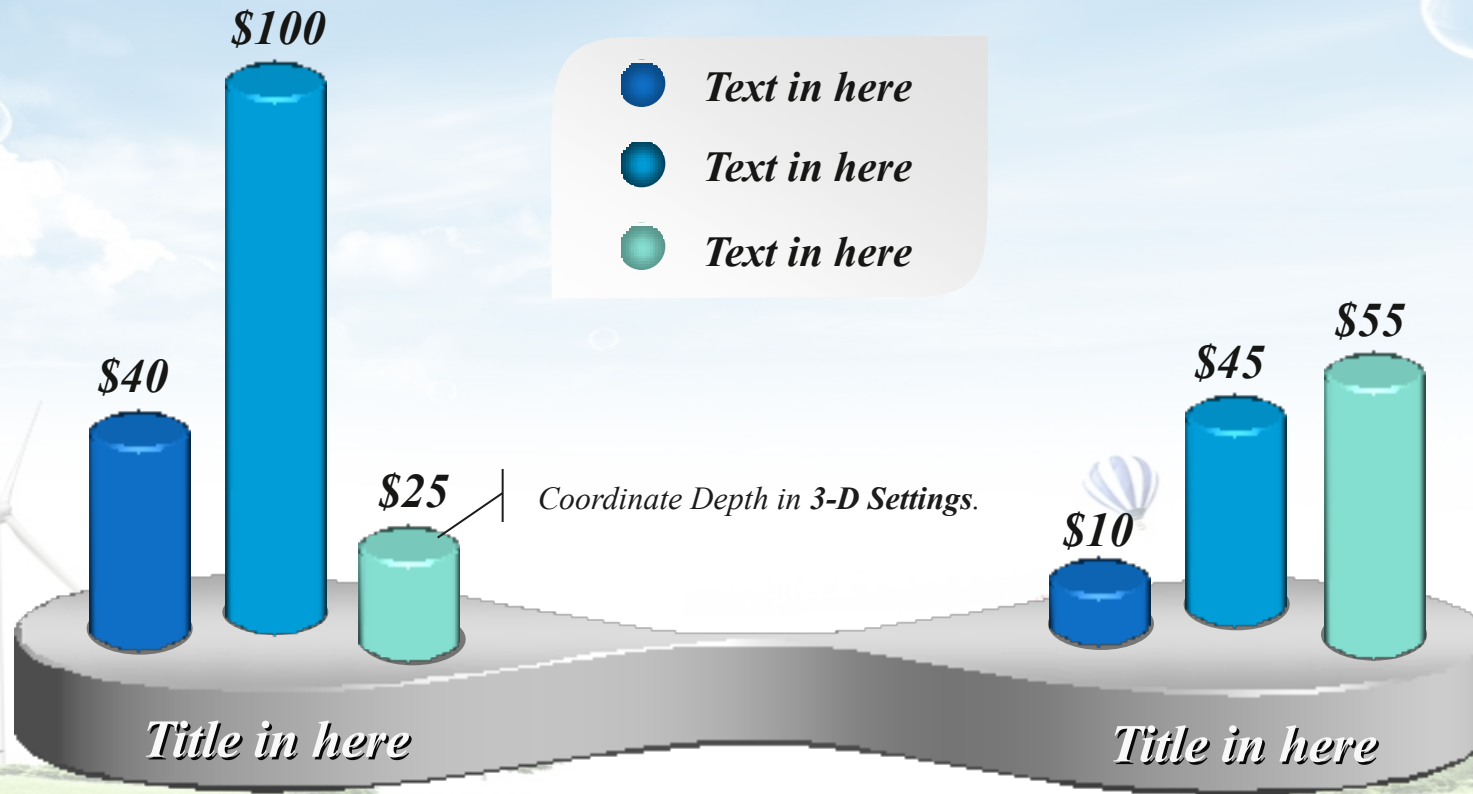 $100
Text in here
Text in here
Text in here
$55
$45
$40
$25
Coordinate Depth in 3-D Settings.
$10
Title in here
Title in here